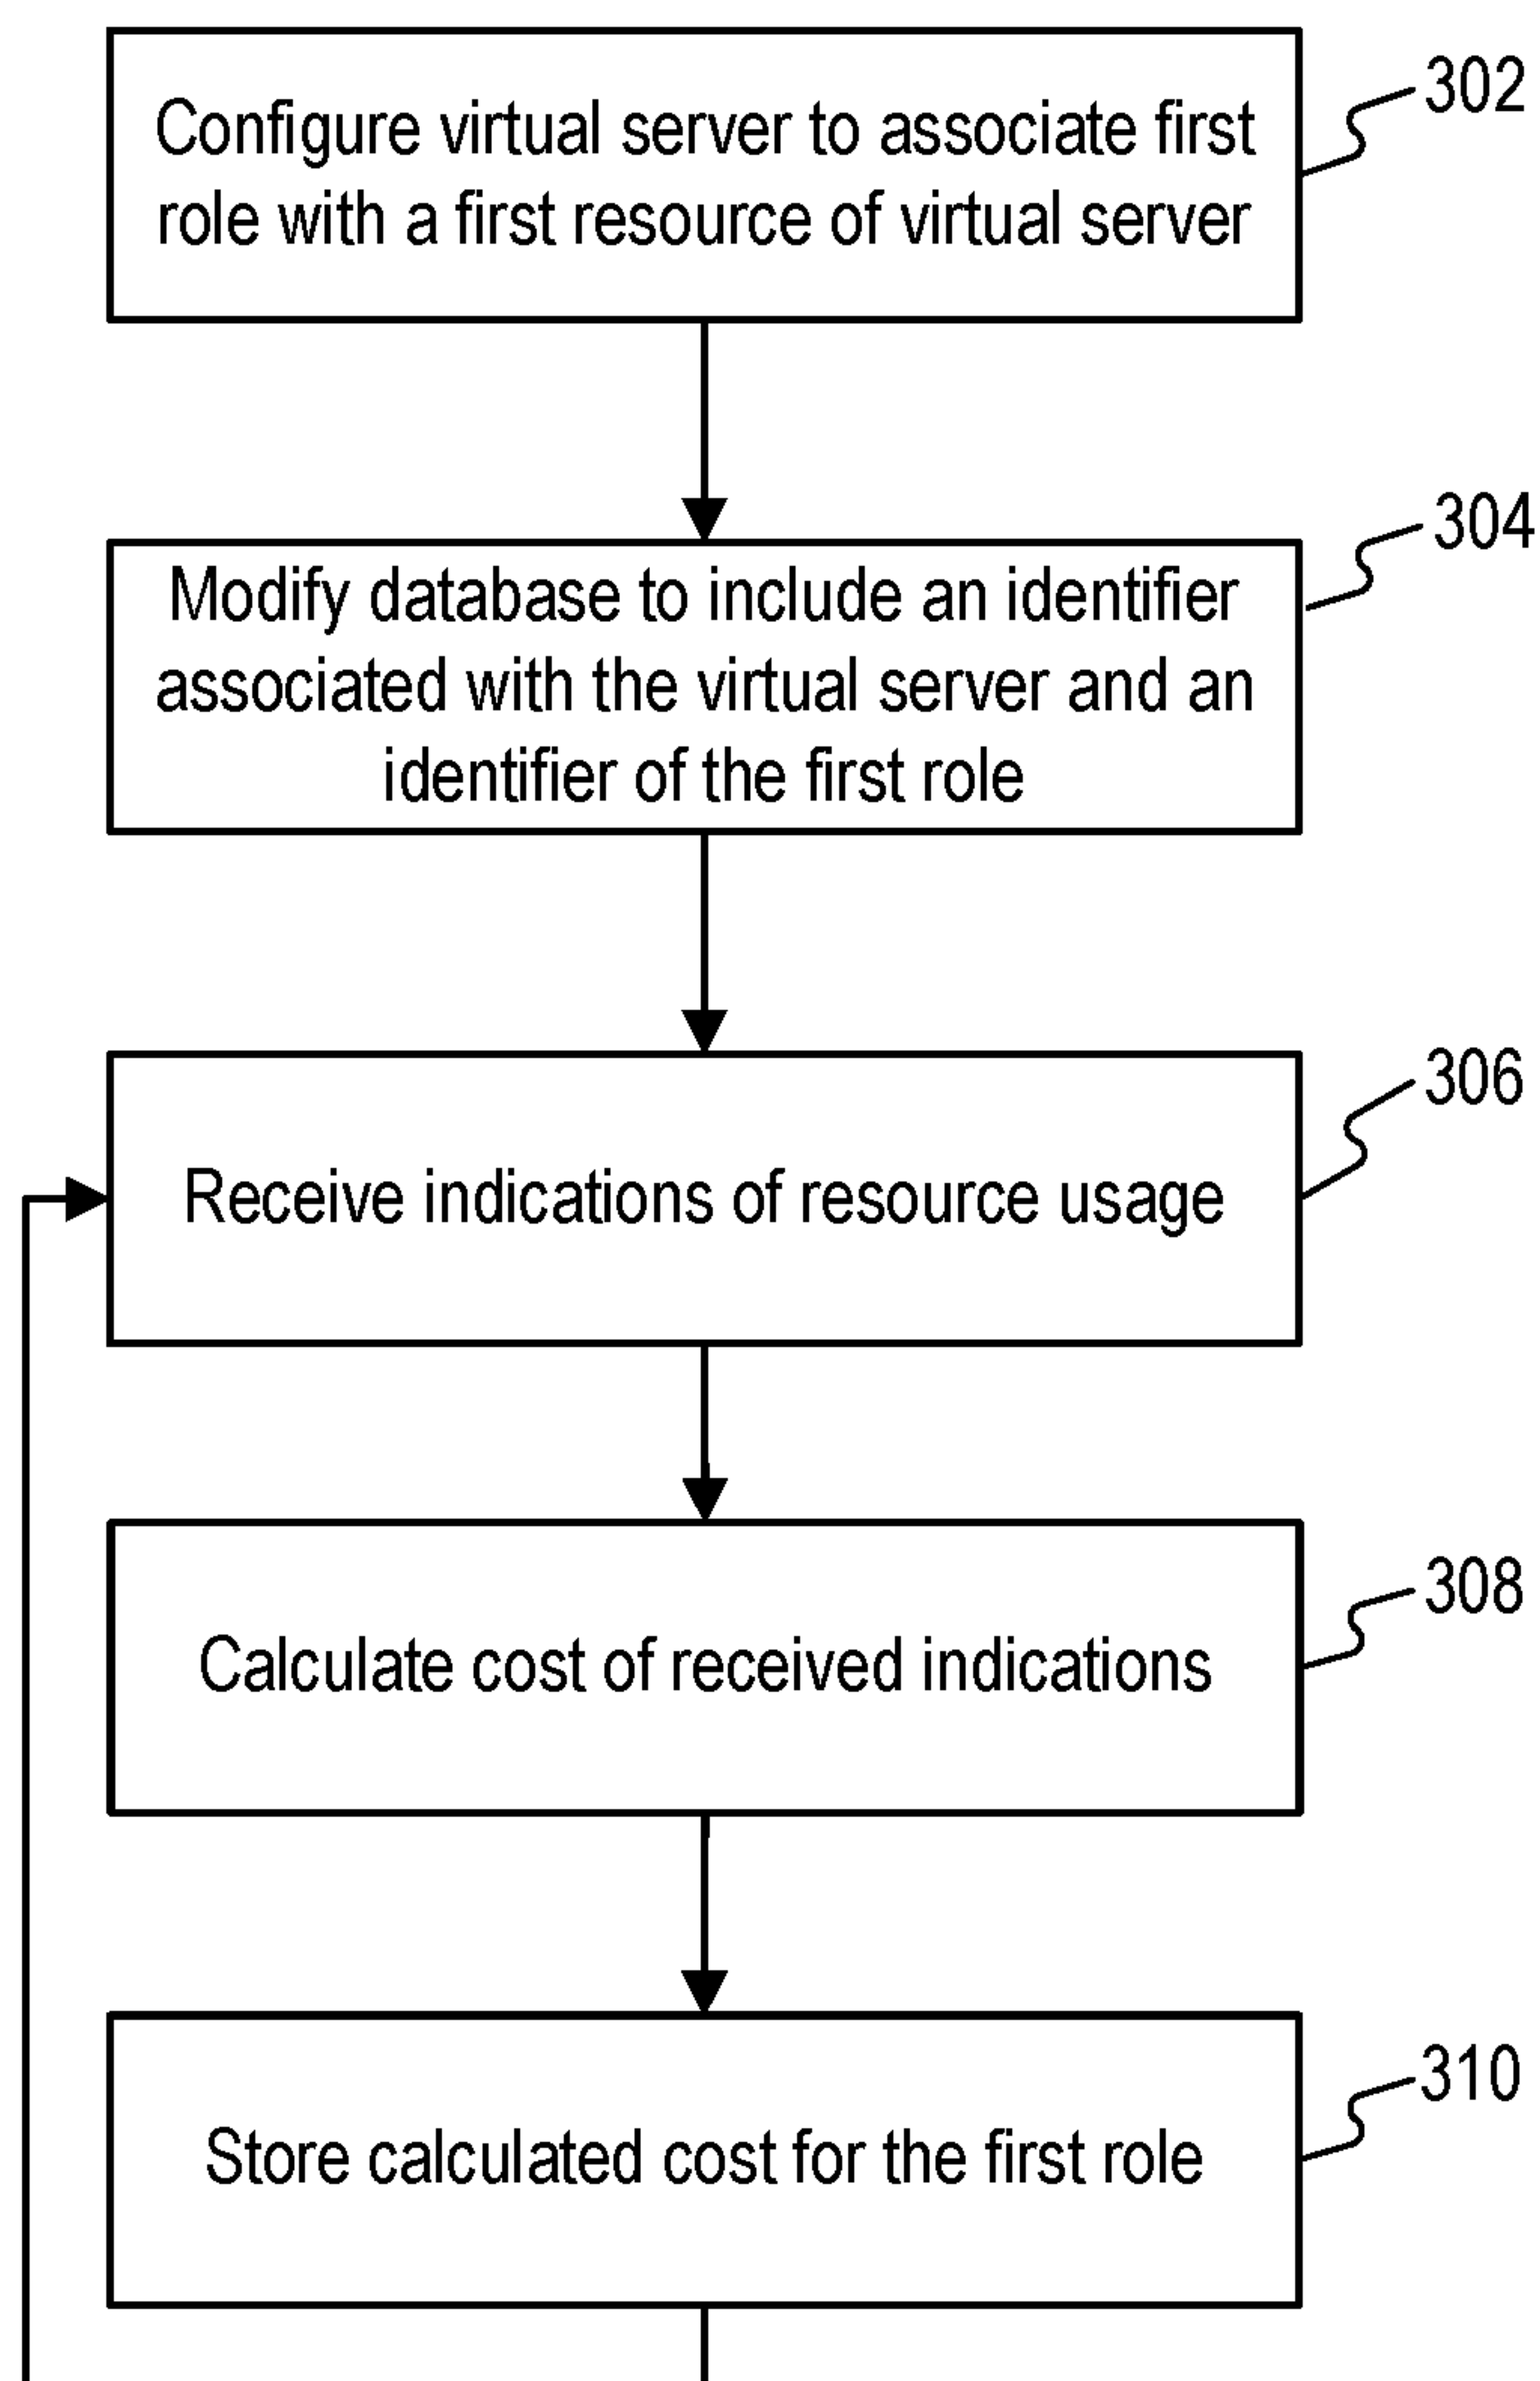 302
Configure virtual server to associate first
role with a first resource of virtual server
304
Modify database to include an identifier
associated with the virtual server and an
identifier of the first role
306
Receive indications of resource usage
308
Calculate cost of received indications
310
Store calculated cost for the first role